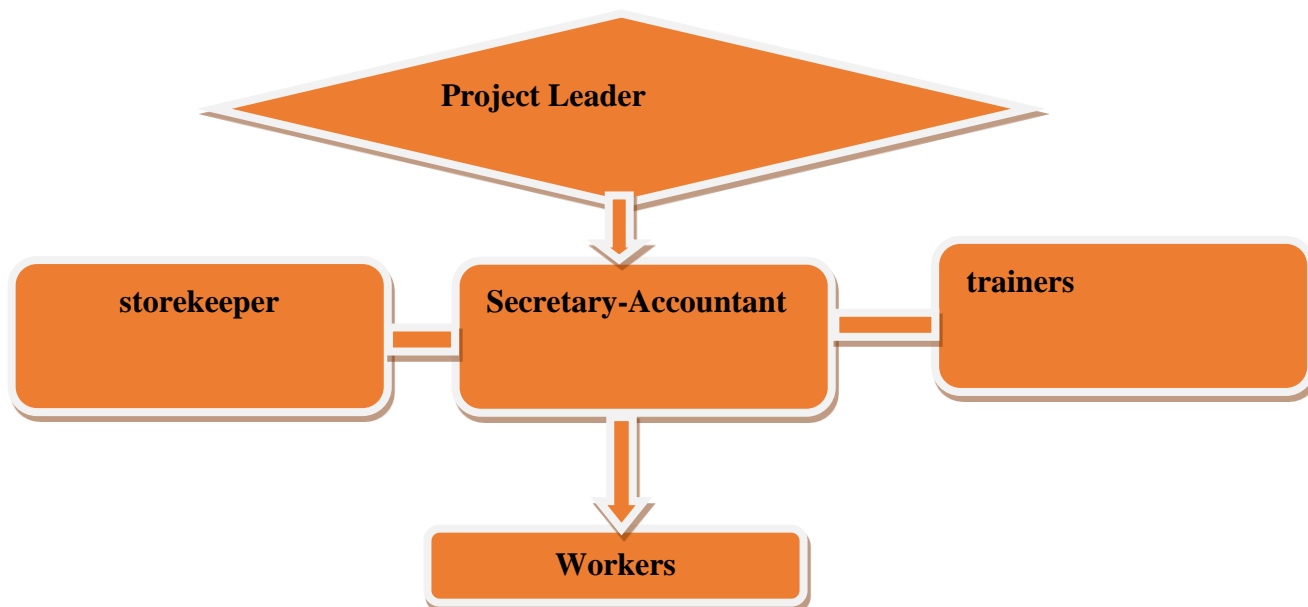 Project Leader
storekeeper
Secretary-Accountant
trainers
Workers